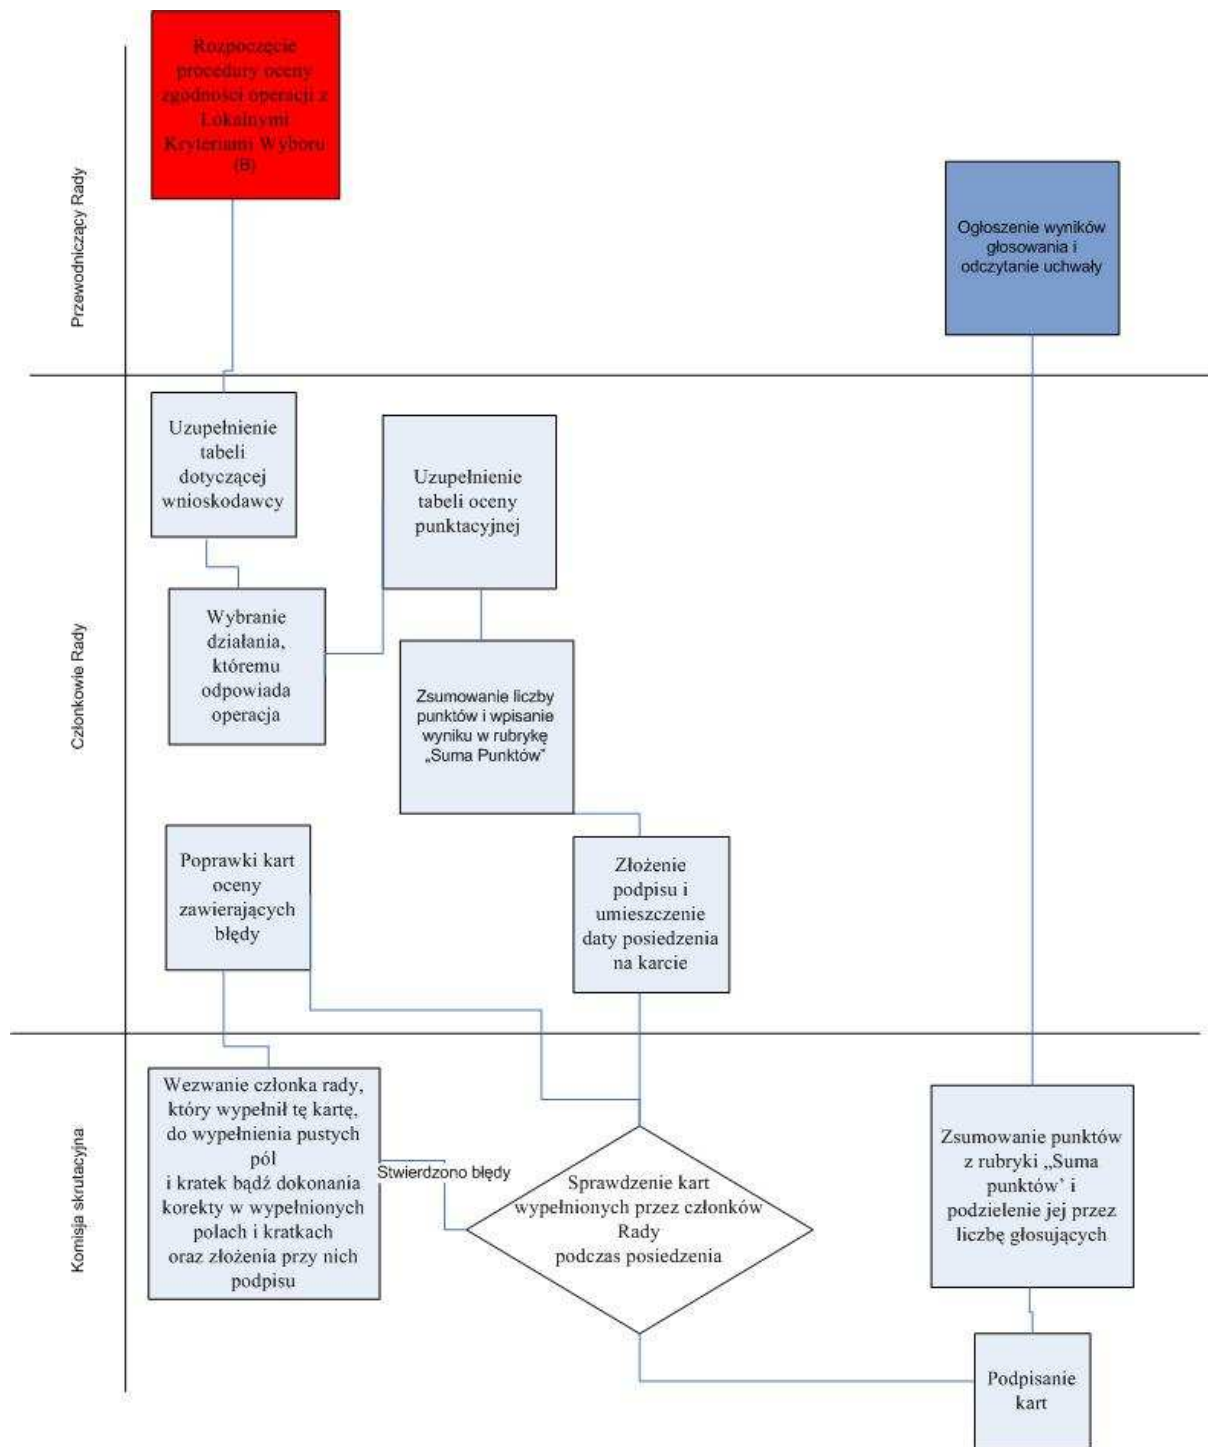 Rozpoczęcie
procedury oceny
zgodności operacji z
Lokalnymi
Kryteriami Wyboru
(B)
Przewodniczący Rady
Ogłoszenie wyników
głosowania i
odczytanie uchwały
Uzupełnienie
tabeli
dotyczącej
wnioskodawcy
Uzupełnienie
tabeli oceny
punktacyjnej
Wybranie
działania,
któremu
odpowiada
operacja
Członkowie Rady
Zsumowanie liczby
punktów i wpisanie
wyniku w rubrykę
„Suma Punktów”
Poprawki kart
oceny
zawierających
błędy
Złożenie
podpisu i
umieszczenie
daty posiedzenia
na karcie
Komisja skrutacyjna
Wezwanie członka rady,
który wypełnił tę kartę,
do wypełnienia pustych
pól
i kratek bądź dokonania
korekty w wypełnionych
polach i kratkach
oraz złożenia przy nich
podpisu
Stwierdzono błędy
Sprawdzenie kart
wypełnionych przez członków
Rady
podczas posiedzenia
Zsumowanie punktów
z rubryki „Suma
punktów’ i
podzielenie jej przez
liczbę głosujących
Podpisanie
kart